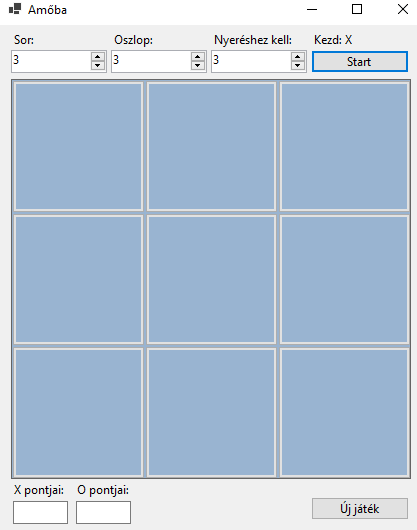 Amőba
Sor: Oszlop: Nyeréshez kell: Kezd: X
3 3 3 Start
X pontjai: O pontjai:
Új játék